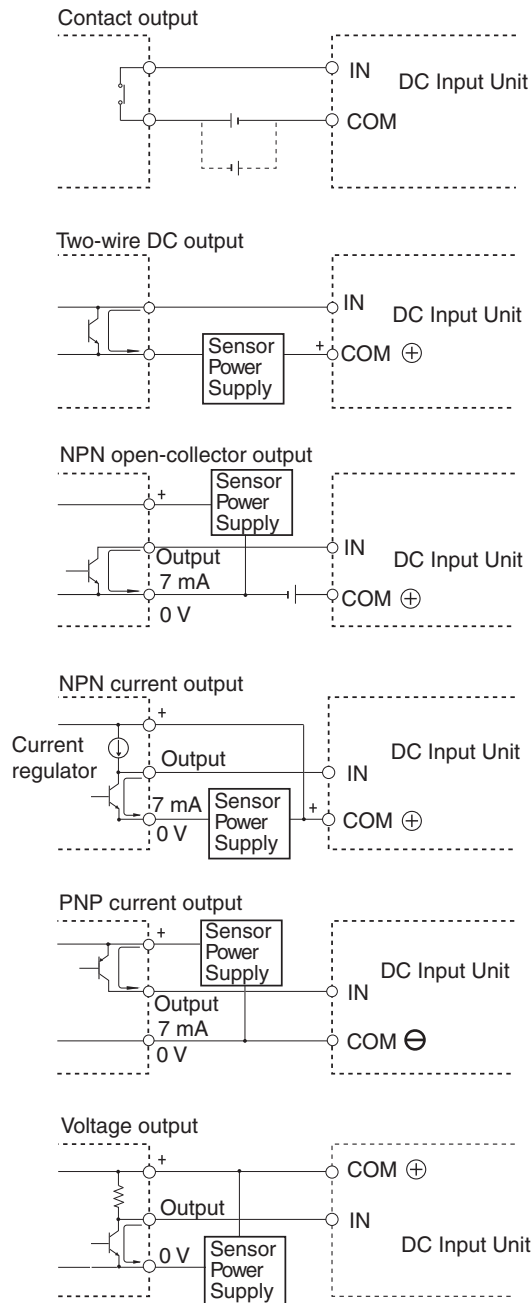 Contact output
IN
DC Input Unit
COM
Two-wire DC output
IN
DC Input Unit
Sensor
Power
Supply
+
COM ⊕
NPN open-collector output
+
Sensor
Power
Supply
Output
IN
DC Input Unit
7 mA
COM ⊕
0 V
NPN current output
+
Current
regulator
Output
DC Input Unit
IN
7 mA
0 V
Sensor
Power
Supply
+
COM ⊕
PNP current output
+
Sensor
Power
Supply
DC Input Unit
Output
IN
7 mA
0 V
COM ⊖
Voltage output
+
COM ⊕
Output
IN
0 V
Sensor
Power
Supply
DC Input Unit